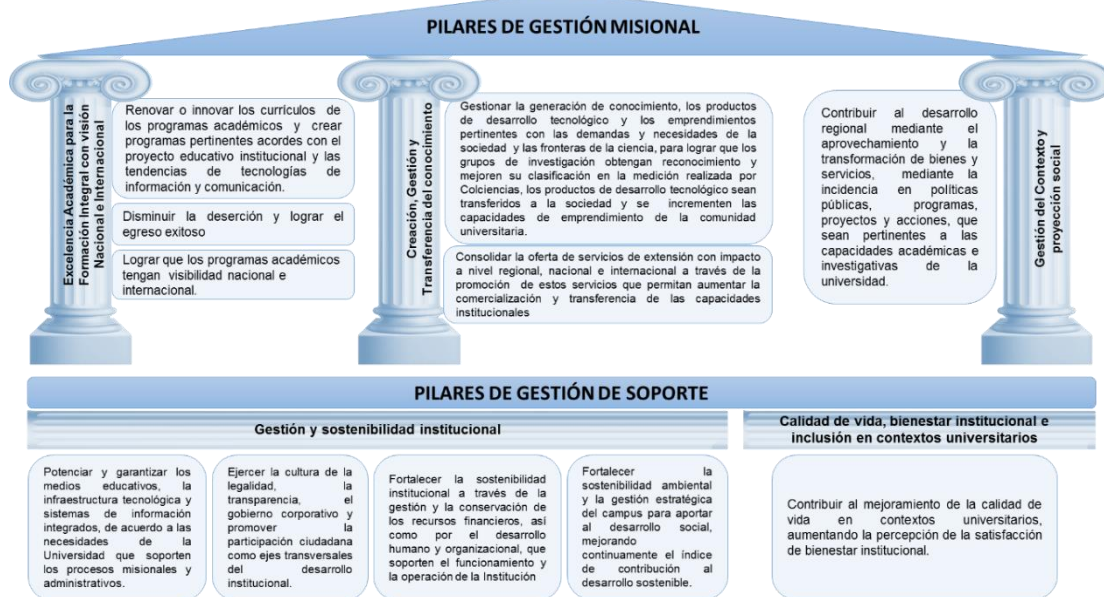 PILARES DE GESTIÓN MISIONAL
Excelencia Académica para la
Formación Integral con visión
Nacional e Internacional
Renovar o innovar los currículos de
los programas académicos y crear
programas pertinentes acordes con el
proyecto educativo institucional y las
tendencias de tecnologías de
información y comunicación.
Disminuir la deserción y lograr el
egreso exitoso
Lograr que los programas académicos
tengan visibilidad nacional e
internacional.
Creación, Gestión y
Transferencia del conocimiento
Gestionar la generación de conocimiento, los productos
de desarrollo tecnológico y los emprendimientos
pertinentes con las demandas y necesidades de la
sociedad y las fronteras de la ciencia, para lograr que los
grupos de investigación obtengan reconocimiento y
mejoren su clasificación en la medición realizada por
Colciencias, los productos de desarrollo tecnológico sean
transferidos a la sociedad y se incrementen las
capacidades de emprendimiento de la comunidad
universitaria.
Consolidar la oferta de servicios de extensión con impacto
a nivel regional, nacional e internacional a través de la
promoción de estos servicios que permitan aumentar la
comercialización y transferencia de las capacidades
institucionales
Contribuir al desarrollo
regional mediante el
aprovechamiento y la
transformación de bienes y
servicios, mediante la
incidencia en políticas
públicas, programas,
proyectos y acciones, que
sean pertinentes a las
capacidades académicas e
investigativas de la
universidad.
Gestión del Contexto y
proyección social
PILARES DE GESTIÓN DE SOPORTE
Gestión y sostenibilidad institucional
Potenciar y garantizar los
medios educativos, la
infraestructura tecnológica y
sistemas de información
integrados, de acuerdo a las
necesidades de la
Universidad que soporten
los procesos misionales y
administrativos.
Ejercer la cultura de la
legalidad, la
transparencia, el
gobierno corporativo y
promover la
participación ciudadana
como ejes transversales
del desarrollo
institucional.
Fortalecer la sostenibilidad
institucional a través de la
gestión y la conservación de
los recursos financieros, así
como por el desarrollo
humano y organizacional, que
soporten el funcionamiento y
la operación de la Institución
Fortalecer la
sostenibilidad ambiental
y la gestión estratégica
del campus para aportar
al desarrollo social,
mejorando
continuamente el índice
de contribución al
desarrollo sostenible.
Calidad de vida, bienestar institucional e
inclusión en contextos universitarios
Contribuir al mejoramiento de la calidad de
vida en contextos universitarios,
aumentando la percepción de la satisfacción
de bienestar institucional.